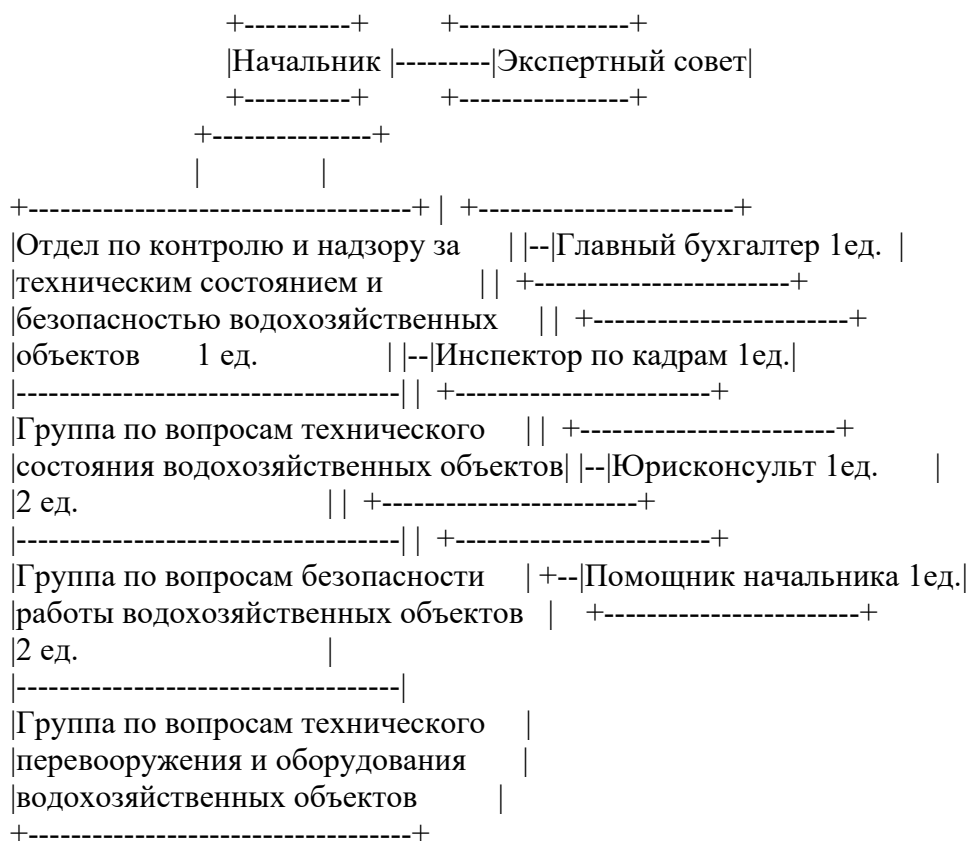 +----------+ +----------------+
|Начальник |---------|Экспертный совет|
+----------+ +----------------+
+---------------+
| |
+------------------------------------+ | +------------------------+
|Отдел по контролю и надзору за | |--|Главный бухгалтер 1ед. |
|техническим состоянием и | | +------------------------+
|безопасностью водохозяйственных | | +------------------------+
|объектов 1 ед. | |--|Инспектор по кадрам 1ед.|
|------------------------------------| | +------------------------+
|Группа по вопросам технического | | +------------------------+
|состояния водохозяйственных объектов| |--|Юрисконсульт 1ед. |
|2 ед. | | +------------------------+
|------------------------------------| | +------------------------+
|Группа по вопросам безопасности | +--|Помощник начальника 1ед.|
|работы водохозяйственных объектов | +------------------------+
|2 ед. |
|------------------------------------|
|Группа по вопросам технического |
|перевооружения и оборудования |
|водохозяйственных объектов |
+------------------------------------+